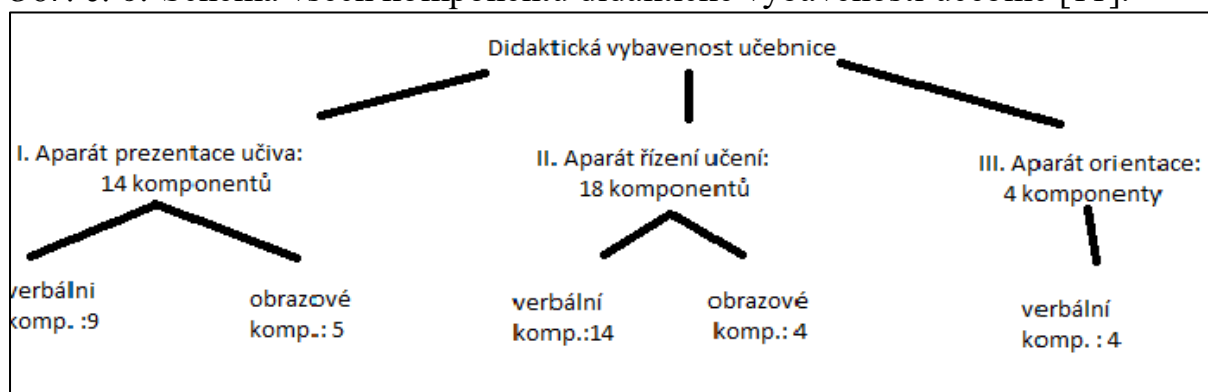 Didaktická vybavenost učebnice
I. Aparát prezentace učiva:
14 komponentů
II. Aparát řízení učení:
18 komponentů
III. Aparát orientace:
4 komponenty
verbálni
komp. :9
obrazové
komp.: 5
verbální
komp.:14
obrazové
komp.: 4
verbální
komp. : 4